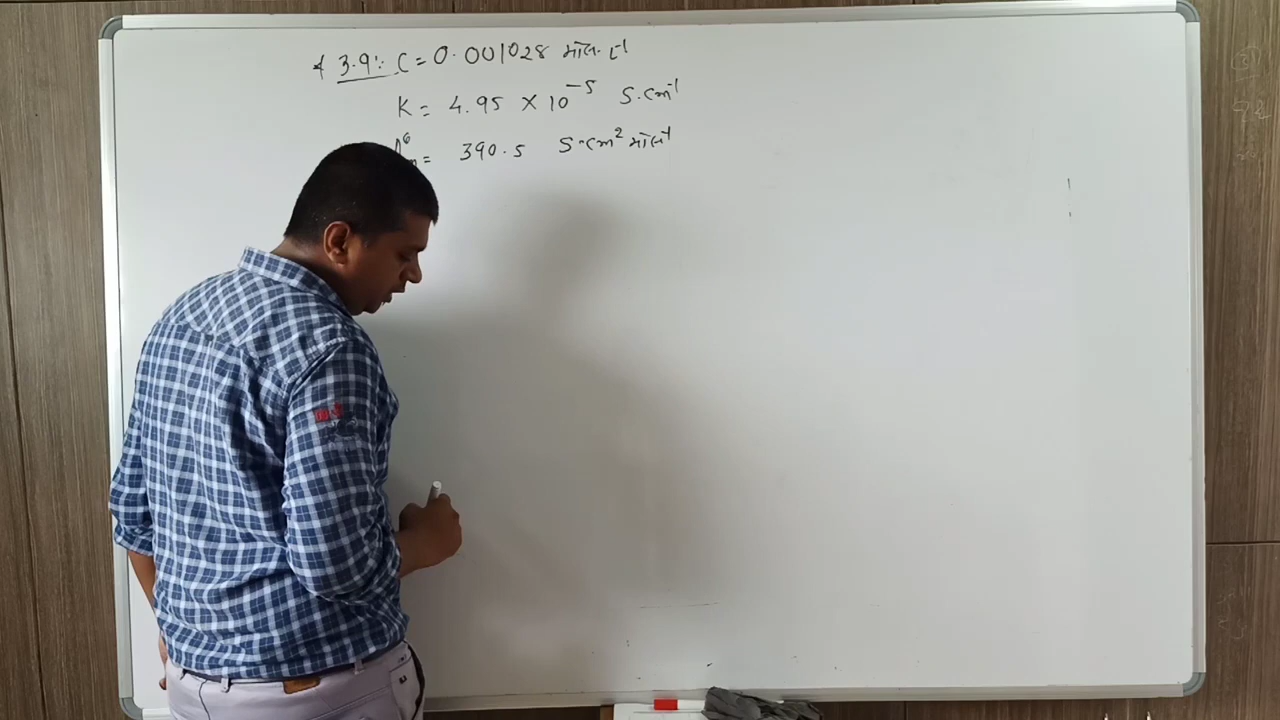 3.9: C = 0.001028 मोल. L⁻¹
K = 4.95 × 10⁻⁵ S.cm⁻¹
= 390.5 S.cm² मोल⁻¹